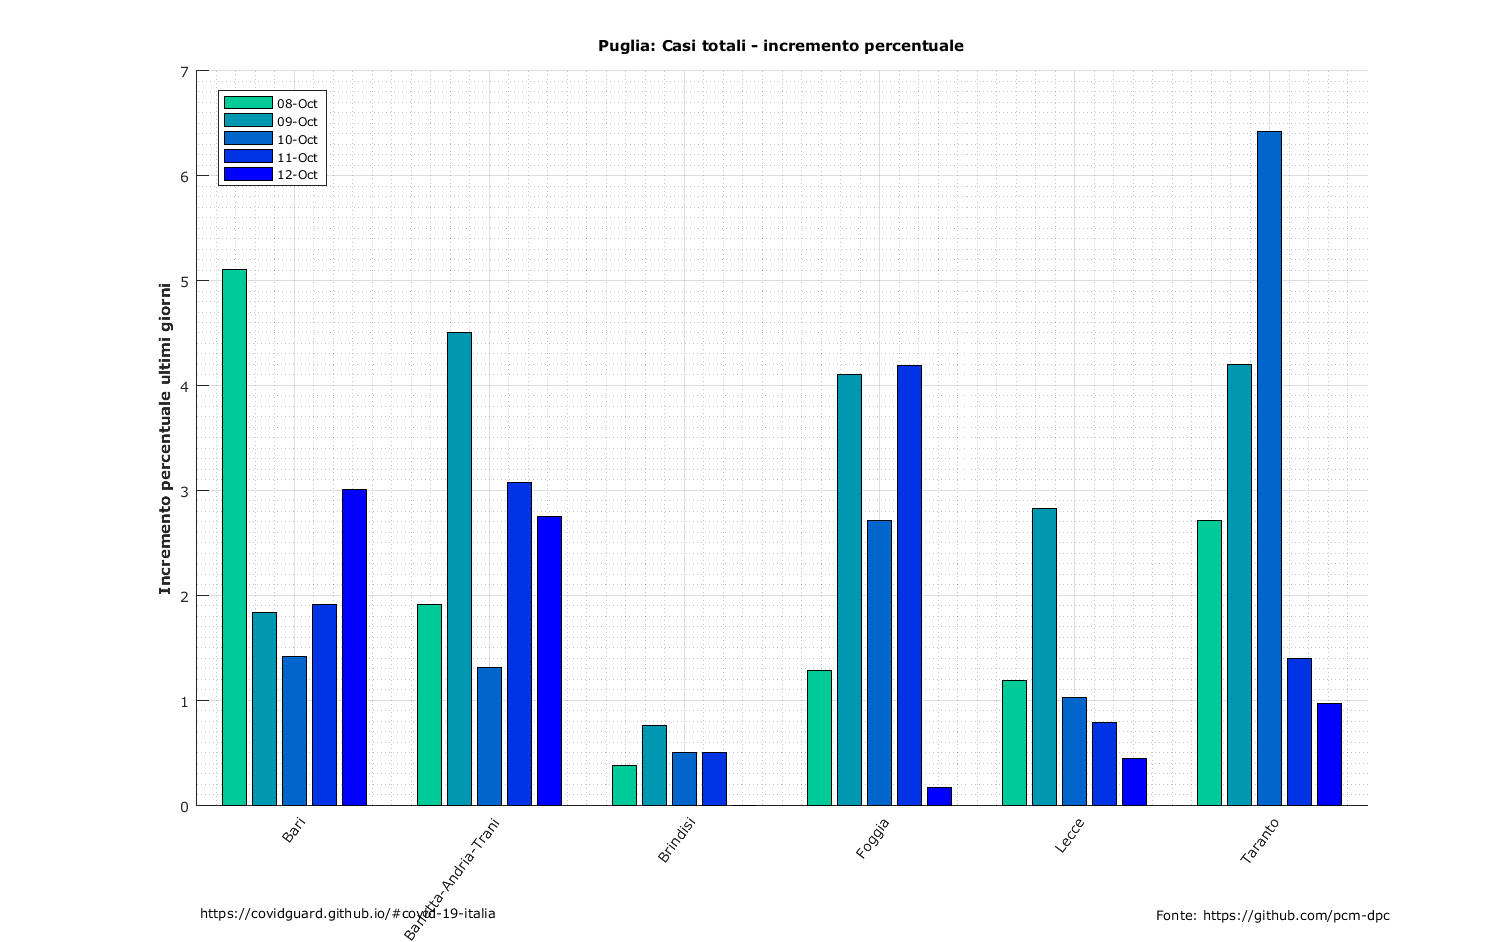 Puglia: Casi totali - incremento percentuale
08-Oct
09-Oct
10-Oct
11-Oct
12-Oct
Incremento percentuale ultimi giorni
7
6
5
4
3
2
1
0
Bari
Barletta-Andria-Trani
Brindisi
Foggia
Lecce
Taranto
https://covidguard.github.io/#covid-19-italia
Fonte: https://github.com/pcm-dpc